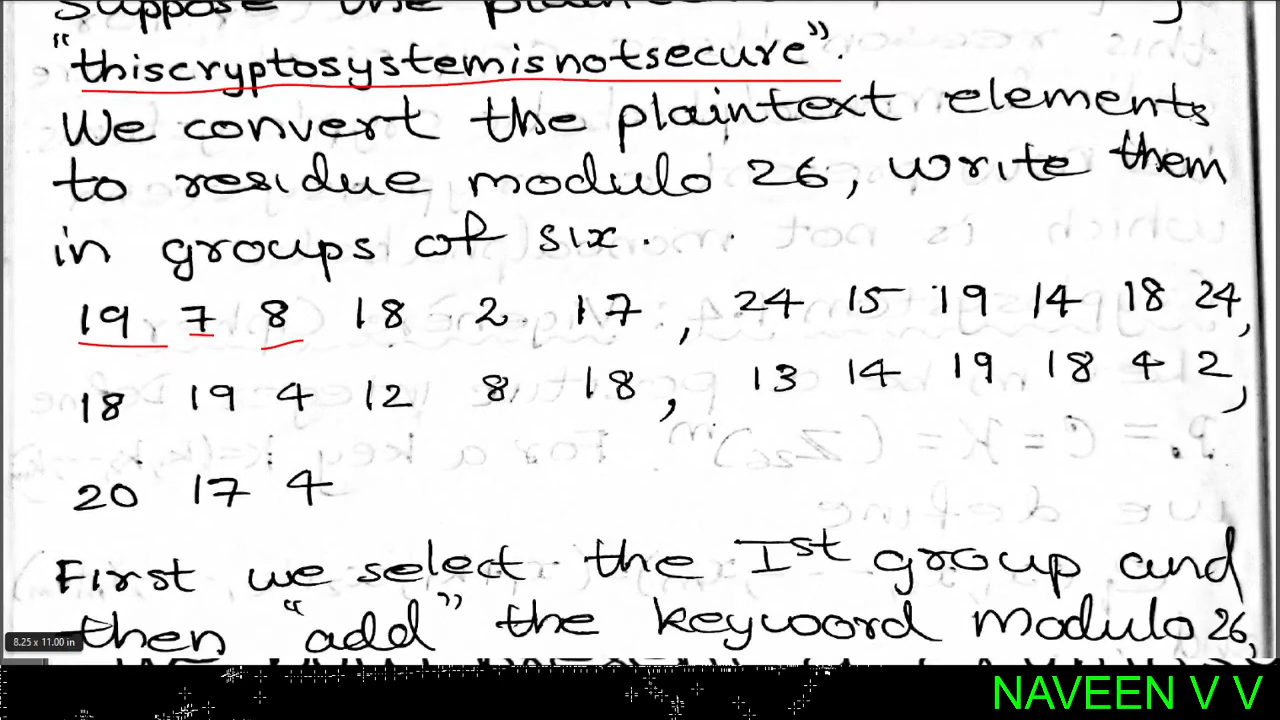 Suppose the
"thiscryptosystemisnotsecure".
We convert the plaintext elements
to residue modulo 26, write them
in groups of six.
19 7 8 18 2 17, 24 15 19 14 18 24,
18 19 4 12 8 18, 13 14 19 18 4 2,
20 17 4
First we select the Ist group and
then "add" the keyword modulo 26,
8.25 x 11.00 in
NAVEEN V V